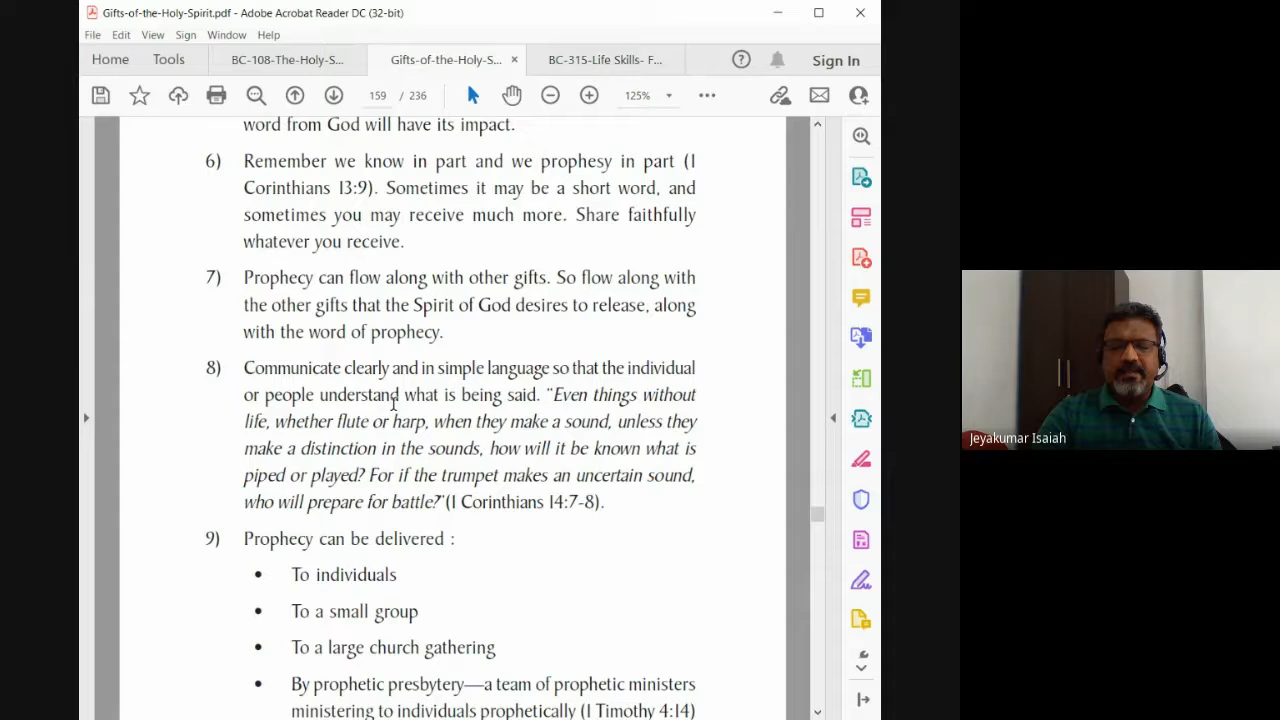 Gifts-of-the-Holy-Spirit.pdf - Adobe Acrobat Reader DC (32-bit)
File Edit View Sign Window Help
Home Tools BC-108-The-Holy-S... Gifts-of-the-Holy-S... × BC-315-Life Skills- F... Sign In
159 / 236 125%
word from God will have its impact.
6) Remember we know in part and we prophesy in part (I
Corinthians 13:9). Sometimes it may be a short word, and
sometimes you may receive much more. Share faithfully
whatever you receive.
7) Prophecy can flow along with other gifts. So flow along with
the other gifts that the Spirit of God desires to release, along
with the word of prophecy.
8) Communicate clearly and in simple language so that the individual
or people understand what is being said. "Even things without
life, whether flute or harp, when they make a sound, unless they
make a distinction in the sounds, how will it be known what is
piped or played? For if the trumpet makes an uncertain sound,
who will prepare for battle?"(I Corinthians 14:7-8).
9) Prophecy can be delivered :
• To individuals
• To a small group
• To a large church gathering
• By prophetic presbytery—a team of prophetic ministers
ministering to individuals prophetically (I Timothy 4:14)
Jeyakumar Isaiah